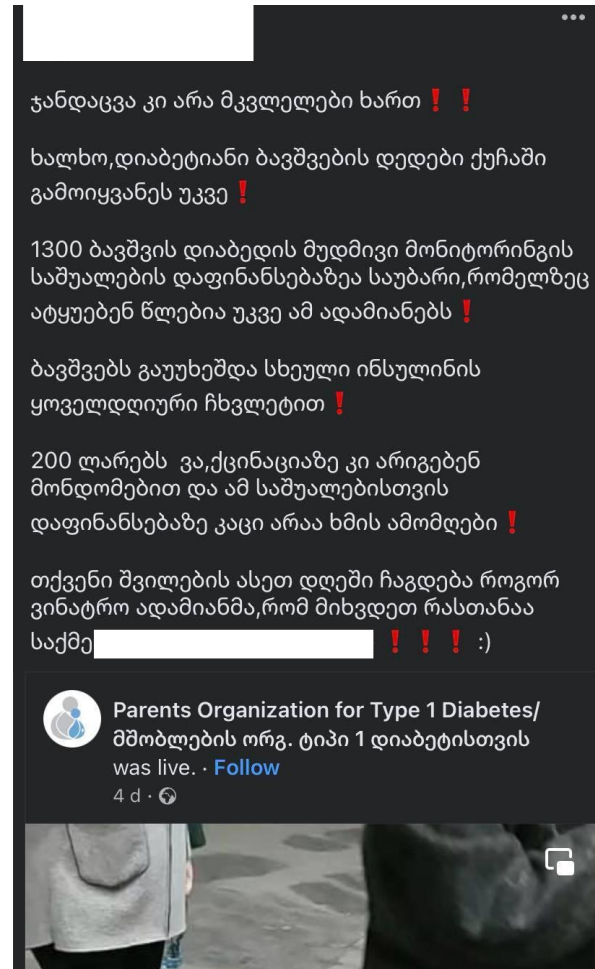 ჯანდაცვა კი არა მკვლელები ხართ❗❗
ხალხო,დიაბეტიანი ბავშვების დედები ქუჩაში
გამოიყვანეს უკვე❗
1300 ბავშვის დიაბედის მუდმივი მონიტორინგის
საშუალების დაფინანსებაზეა საუბარი,რომელზეც
ატყუებენ წლებია უკვე ამ ადამიანებს❗
ბავშვებს გაუუხეშდა სხეული ინსულინის
ყოველდღიური ჩხვლეტით❗
200 ლარებს ვა,ქცინაციაზე კი არიგებენ
მონდომებით და ამ საშუალებისთვის
დაფინანსებაზე კაცი არაა ხმის ამომღები❗
თქვენი შვილების ასეთ დღეში ჩაგდება როგორ
ვინატრო ადამიანმა,რომ მიხვდეთ რასთანაა
საქმე ❗❗❗ :)
Parents Organization for Type 1 Diabetes/
მშობლების ორგ. ტიპი 1 დიაბეტისთვის
was live. · Follow
4 d ·